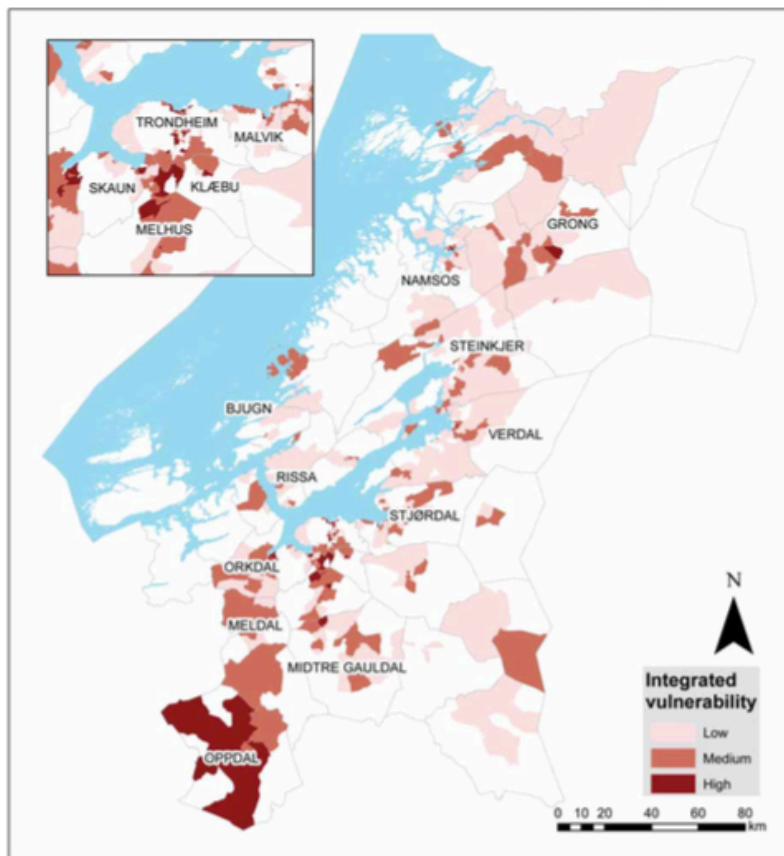 TRONDHEIM
MALVIK
SKAUN
KLÆBU
MELHUS
GRONG
NAMSOS
STEINKJER
BJUGN
VERDAL
RISSA
STJØRDAL
ORKDAL
MELDAL
MIDTRE GAULDAL
OPPDAL
N
Integrated
vulnerability
Low
Medium
High
0 20 40 60 80
km